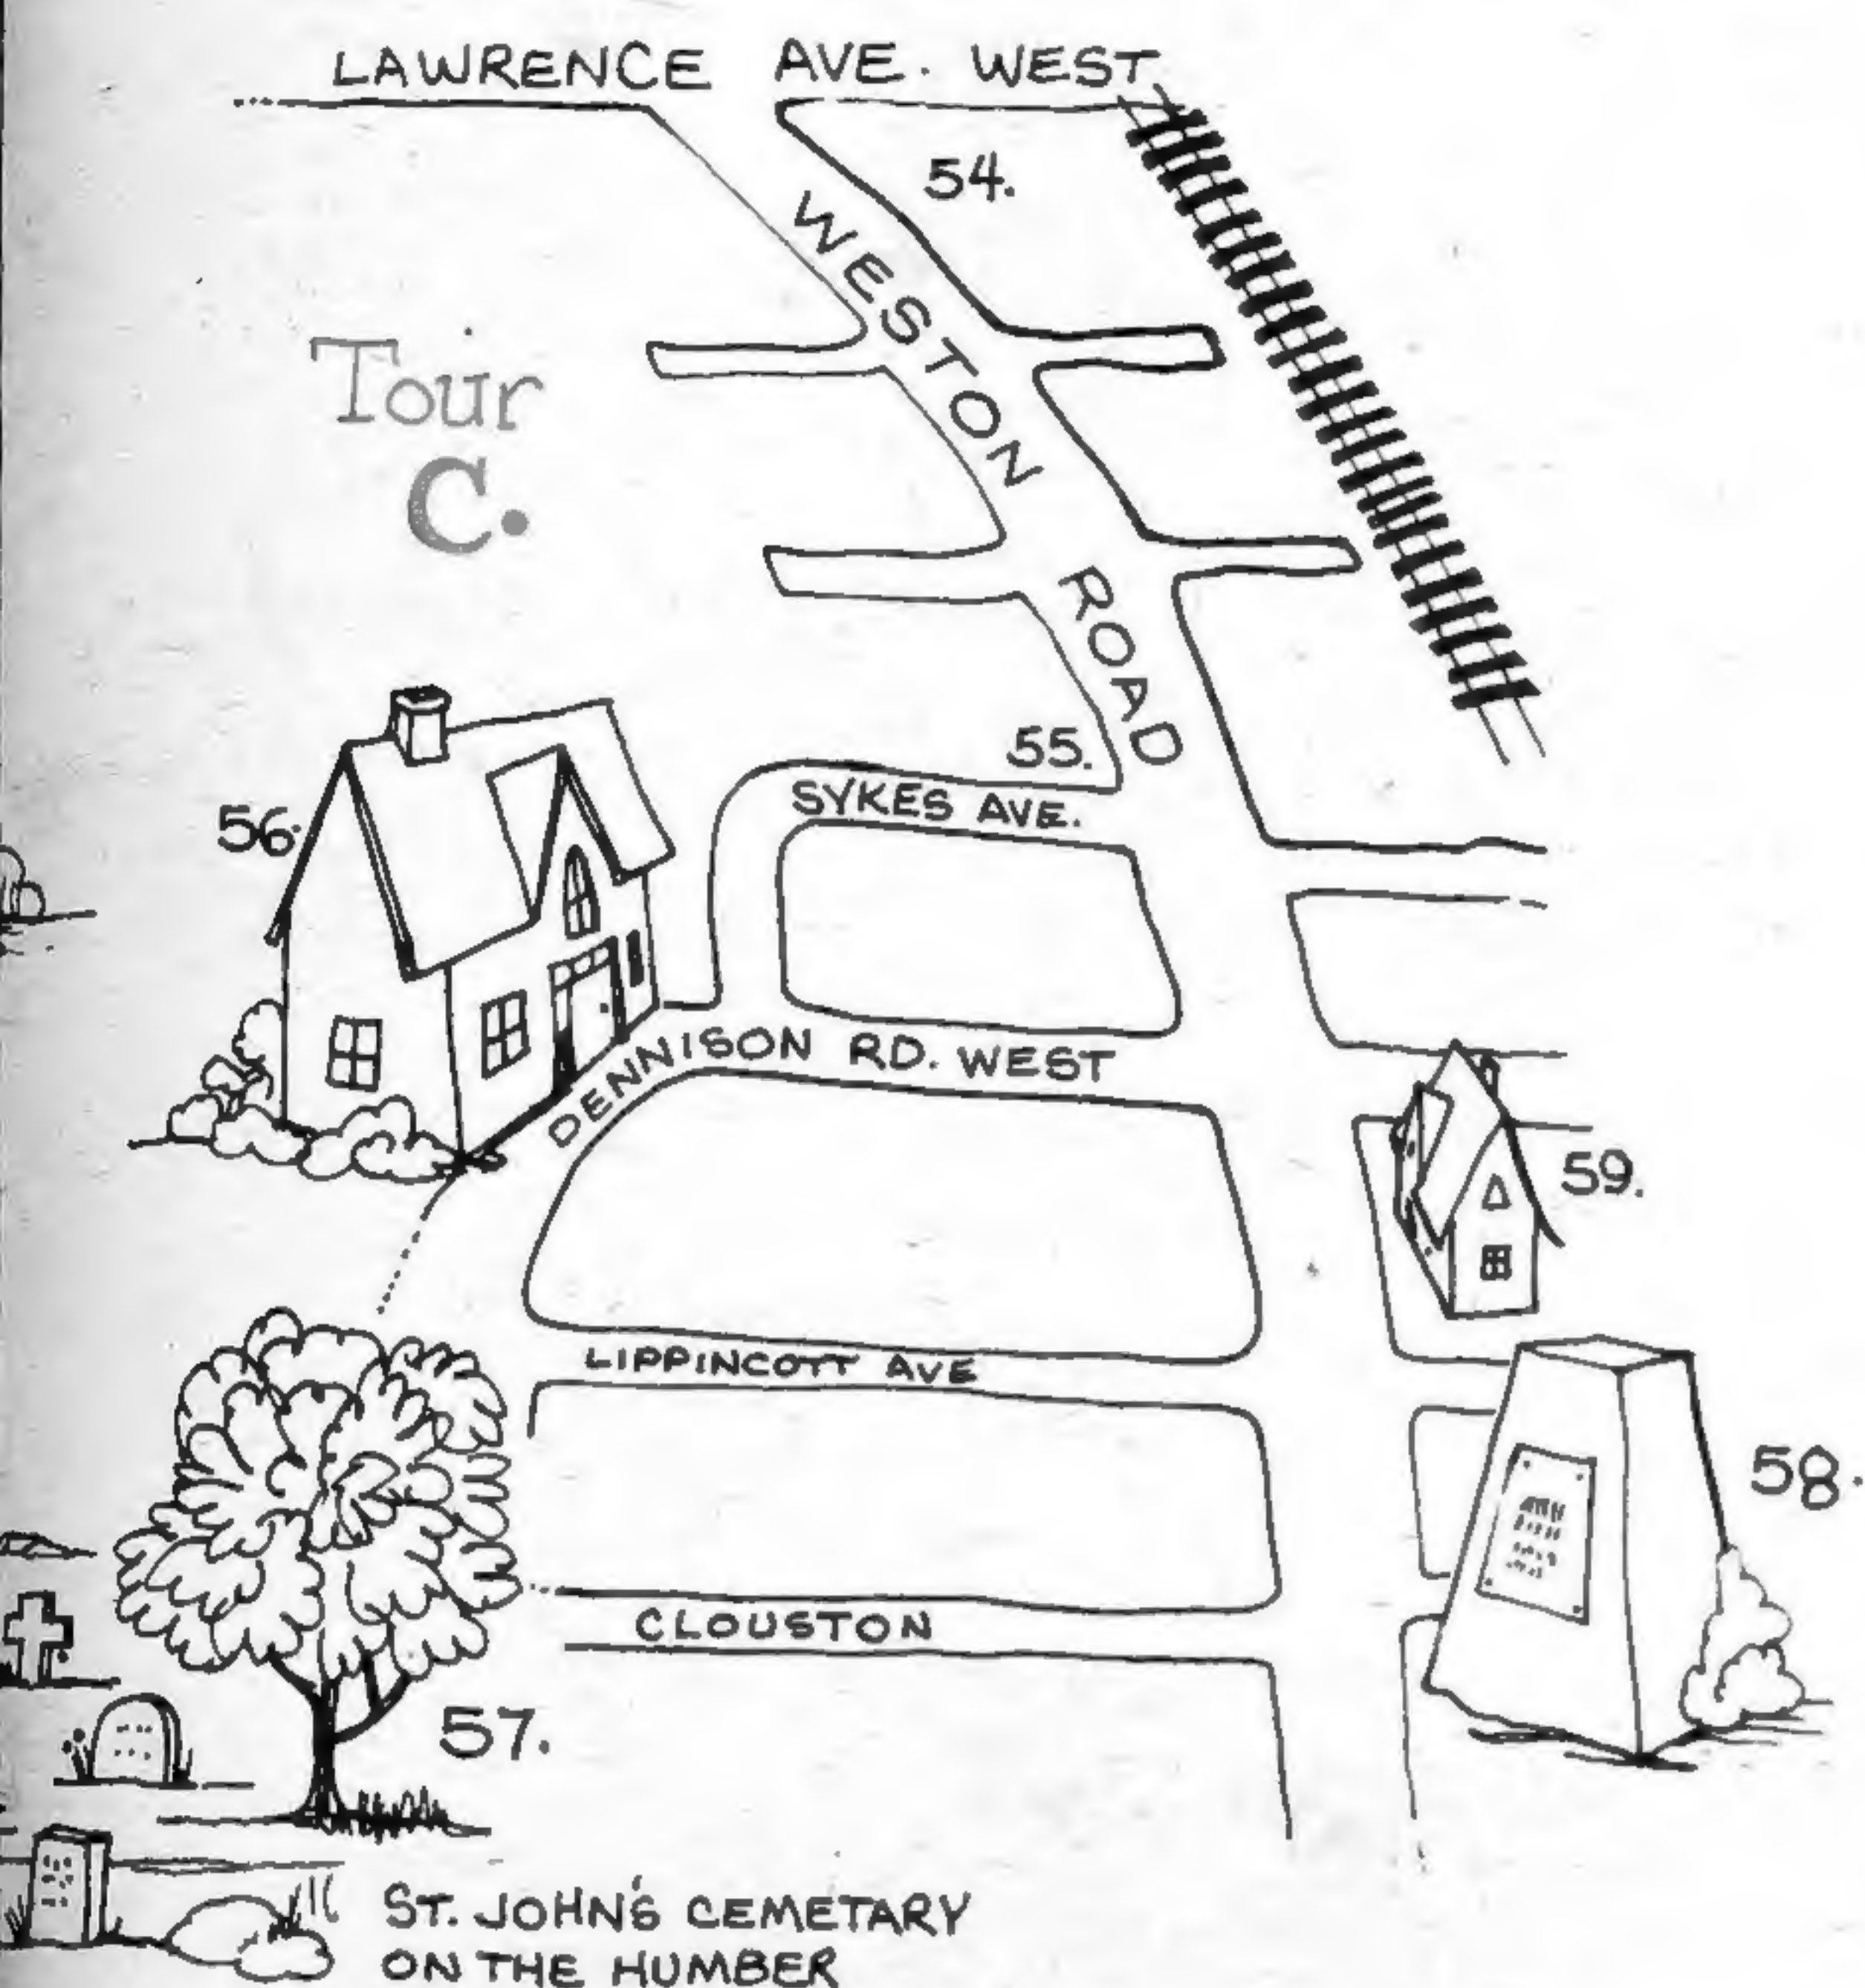 LAWRENCE AVE. WEST
54.
WESTON ROAD
Tour
C.
55.
SYKES AVE.
56.
DENNISON RD. WEST
59.
LIPPINCOTT AVE
58.
CLOUSTON
57.
ST. JOHN'S CEMETARY
ON THE HUMBER